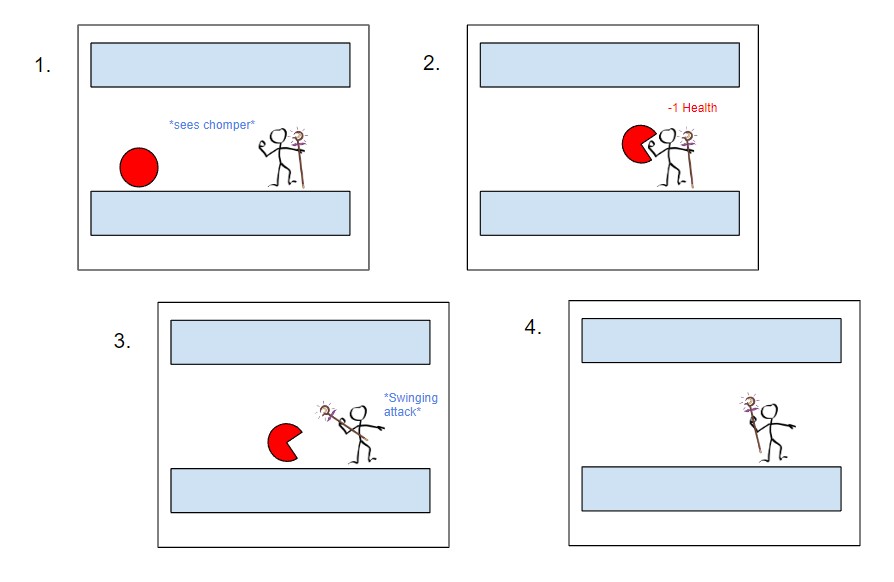 1.
*sees chomper*
2.
-1 Health
3.
*Swinging
attack*
4.